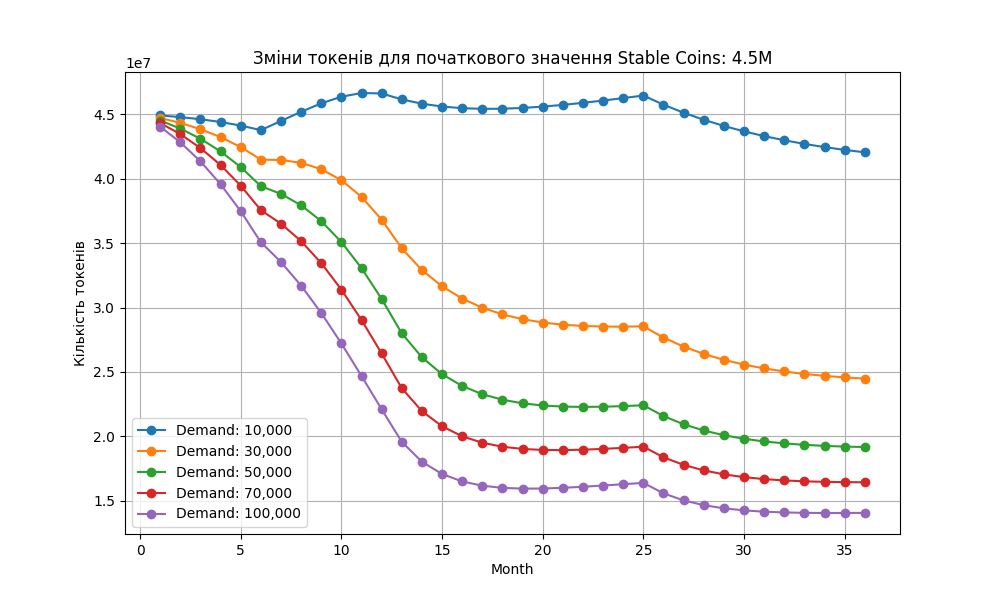 Зміни токенів для початкового значення Stable Coins: 4.5M
1e7
4.5
4.0
3.5
3.0
2.5
2.0
1.5
Кількість токенів
Demand: 10,000
Demand: 30,000
Demand: 50,000
Demand: 70,000
Demand: 100,000
0 5 10 15 20 25 30 35
Month